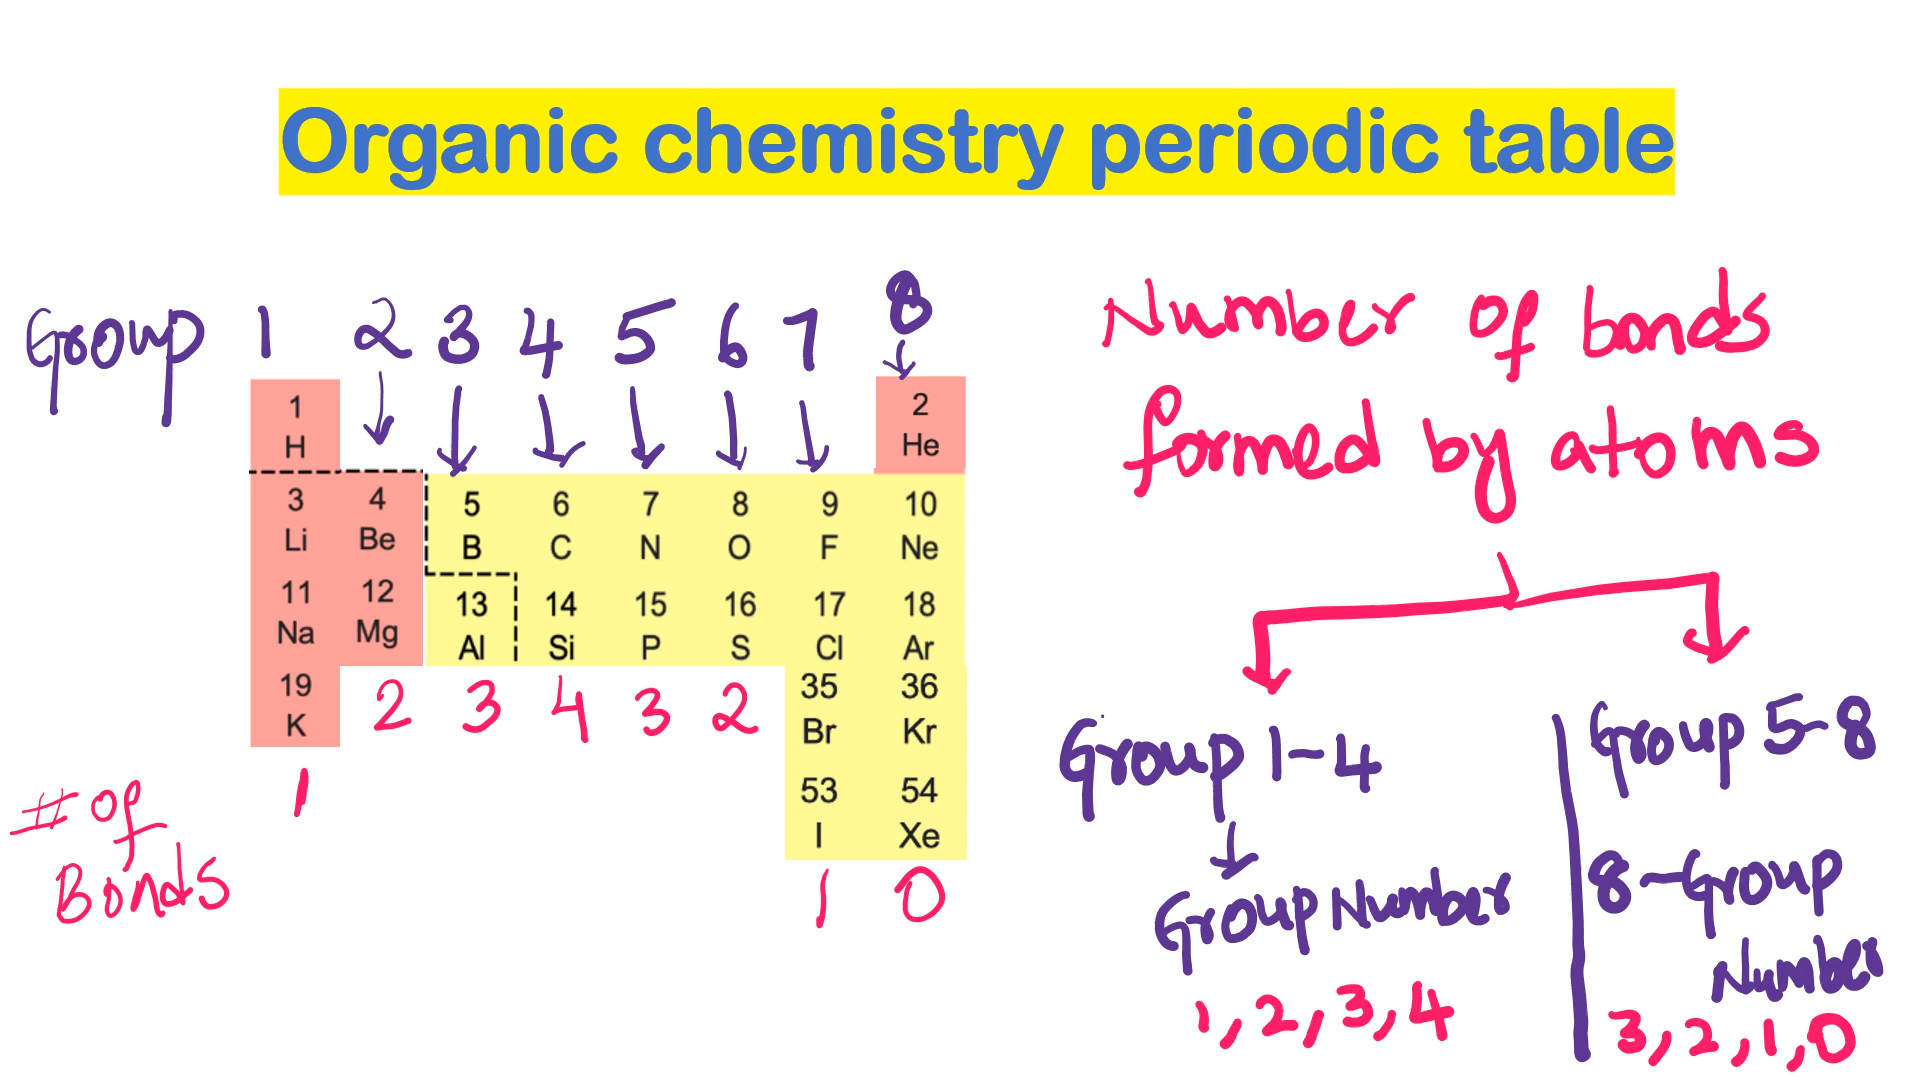 Organic chemistry periodic table
Group 1 2 3 4 5 6 7 8
1 2
H He
3 4 5 6 7 8 9 10
Li Be B C N O F Ne
11 12 13 14 15 16 17 18
Na Mg Al Si P S Cl Ar
19 35 36
K Br Kr
2 3 4 3 2
53 54
I Xe
# of
Bonds
1 1 0
Number of bonds
formed by atoms
Group 1-4
Group Number
1, 2, 3, 4
Group 5-8
8-Group
Number
3, 2, 1, 0